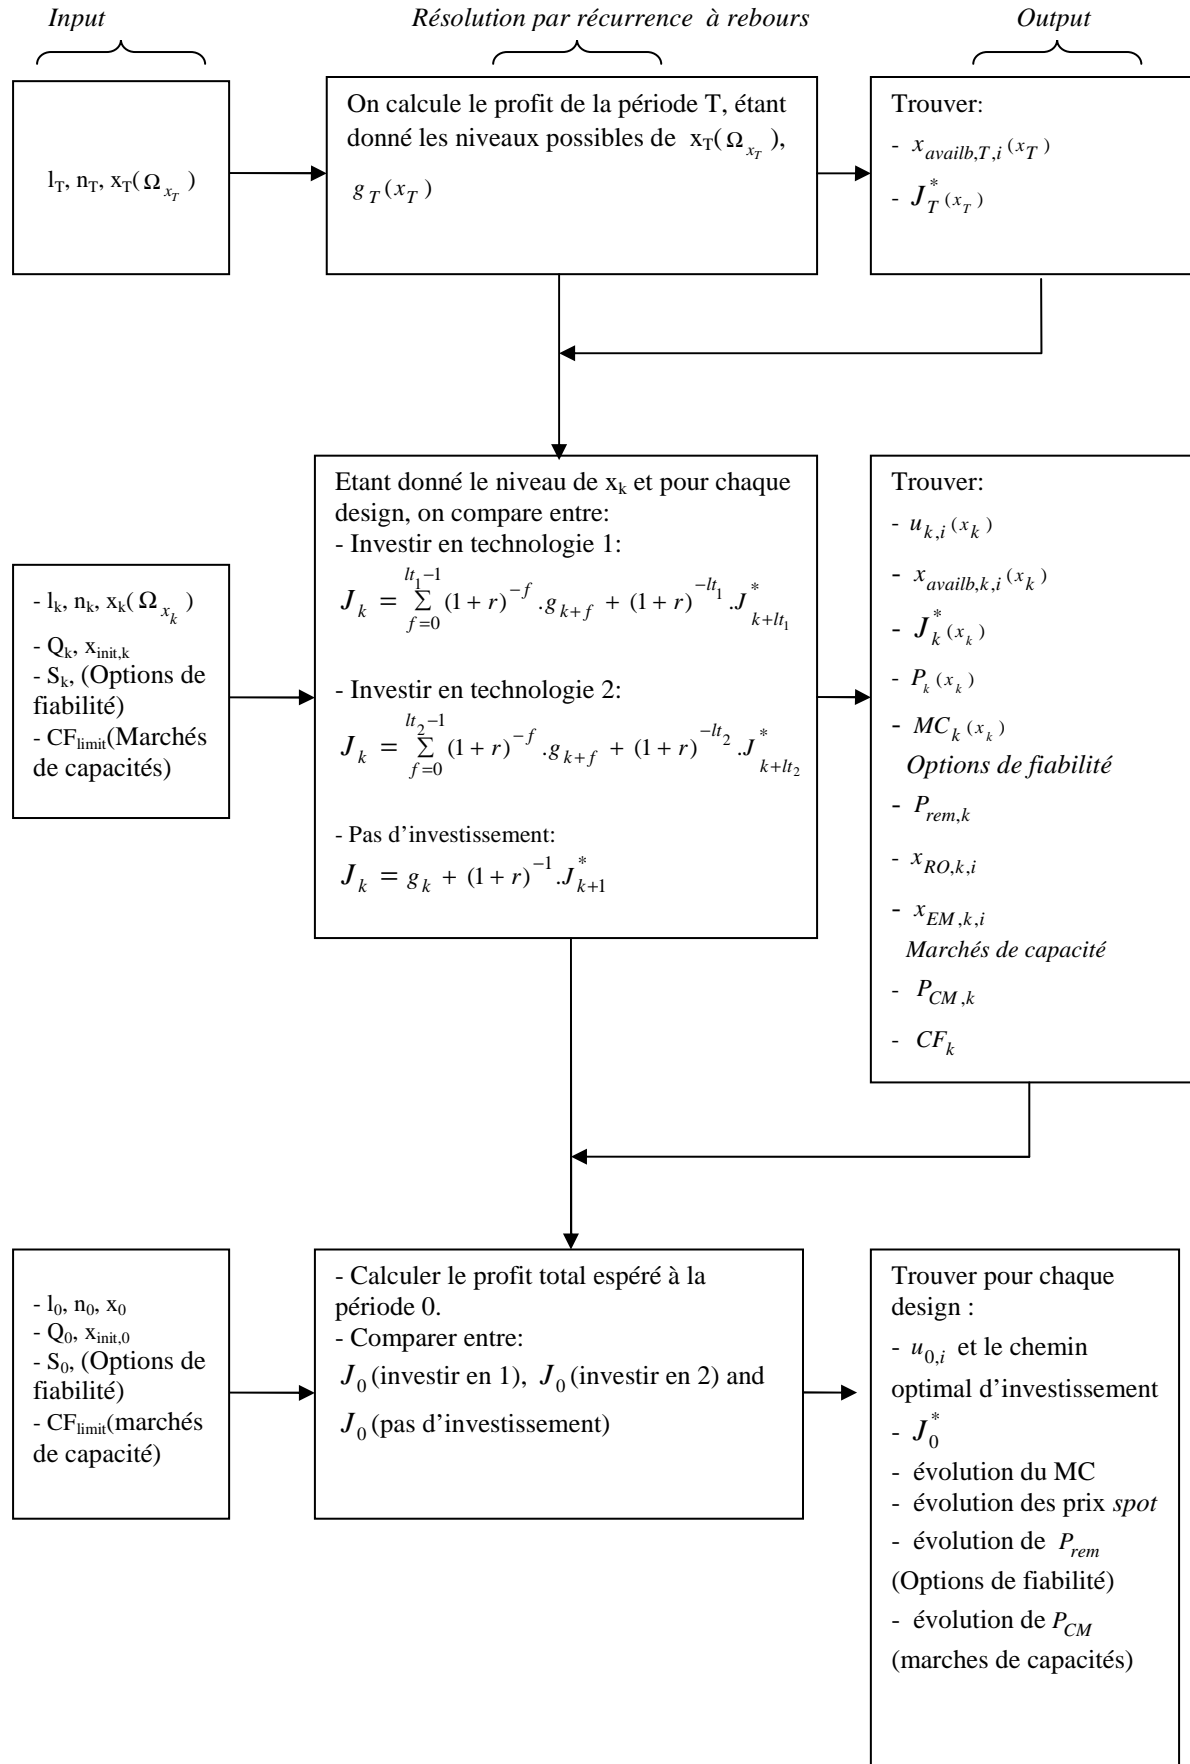 Input
Résolution par récurrence à rebours
Output
l_T, n_T, x_T(Ω_{x_T})
On calcule le profit de la période T, étant
donné les niveaux possibles de x_T(Ω_{x_T}),
g_T(x_T)
Trouver:
- x_{availb,T,i}(x_T)
- J_T^*(x_T)
- l_k, n_k, x_k(Ω_{x_k})
- Q_k, x_{init,k}
- S_k, (Options de
fiabilité)
- CF_{limit}(Marchés
de capacités)
Etant donné le niveau de x_k et pour chaque
design, on compare entre:
- Investir en technologie 1:
J_k = \sum_{f=0}^{lt_1-1} (1+r)^{-f} .g_{k+f} + (1+r)^{-lt_1} .J_{k+lt_1}^*
- Investir en technologie 2:
J_k = \sum_{f=0}^{lt_2-1} (1+r)^{-f} .g_{k+f} + (1+r)^{-lt_2} .J_{k+lt_2}^*
- Pas d’investissement:
J_k = g_k + (1+r)^{-1} .J_{k+1}^*
Trouver:
- u_{k,i}(x_k)
- x_{availb,k,i}(x_k)
- J_k^*(x_k)
- P_k(x_k)
- MC_k(x_k)
Options de fiabilité
- P_{rem,k}
- x_{RO,k,i}
- x_{EM,k,i}
Marchés de capacité
- P_{CM,k}
- CF_k
- l_0, n_0, x_0
- Q_0, x_{init,0}
- S_0, (Options de
fiabilité)
- CF_{limit}(marchés
de capacité)
- Calculer le profit total espéré à la
période 0.
- Comparer entre:
J_0(investir en 1), J_0(investir en 2) and
J_0(pas d’investissement)
Trouver pour chaque
design :
- u_{0,i} et le chemin
optimal d’investissement
- J_0^*
- évolution du MC
- évolution des prix spot
- évolution de P_{rem}
(Options de fiabilité)
- évolution de P_{CM}
(marches de capacités)